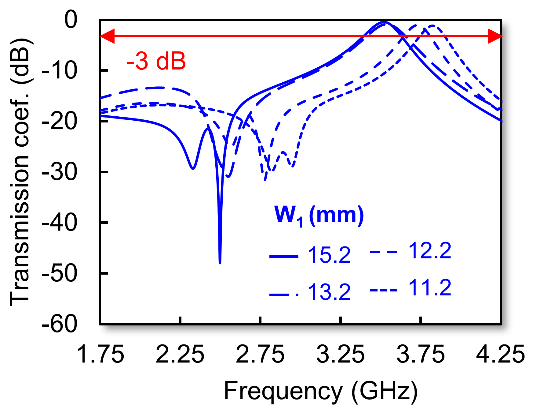 Transmission coef. (dB)
0
-10
-20
-30
-40
-50
-60
-3 dB
W1 (mm)
15.2
12.2
13.2
11.2
1.75 2.25 2.75 3.25 3.75 4.25
Frequency (GHz)